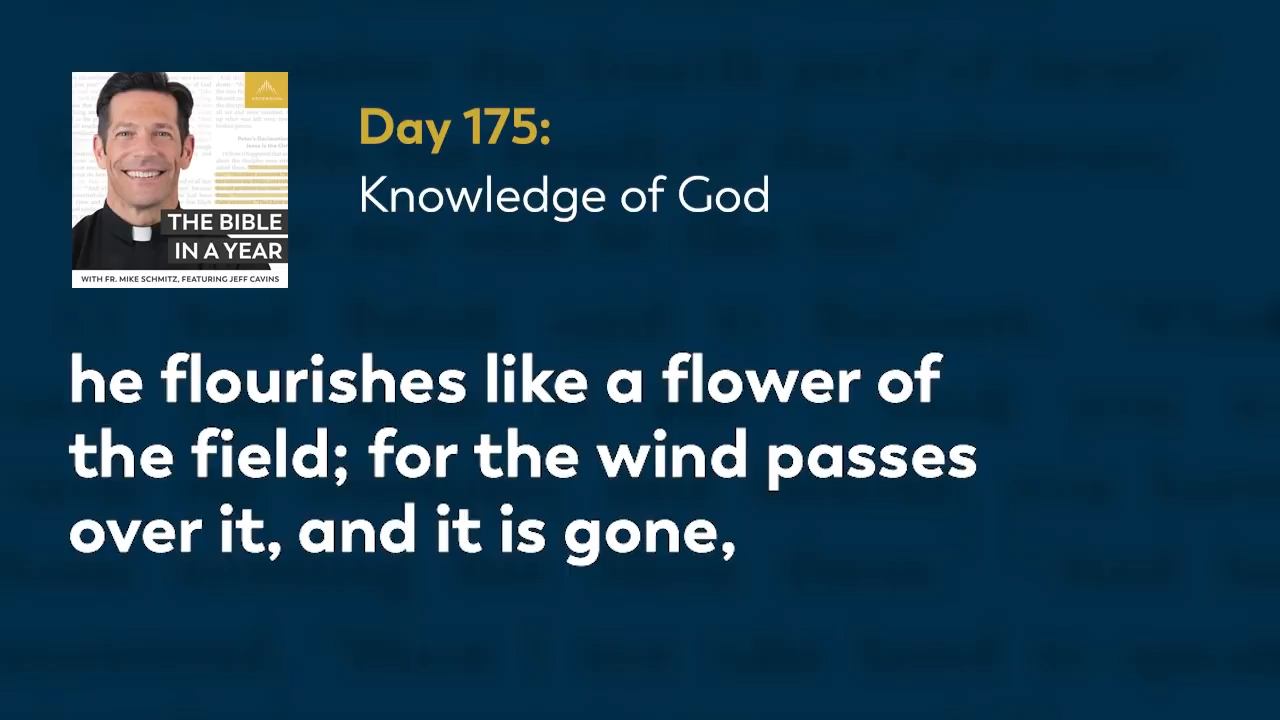 THE BIBLE
IN A YEAR
WITH FR. MIKE SCHMITZ, FEATURING JEFF CAVINS
Day 175:
Knowledge of God
he flourishes like a flower of
the field; for the wind passes
over it, and it is gone,